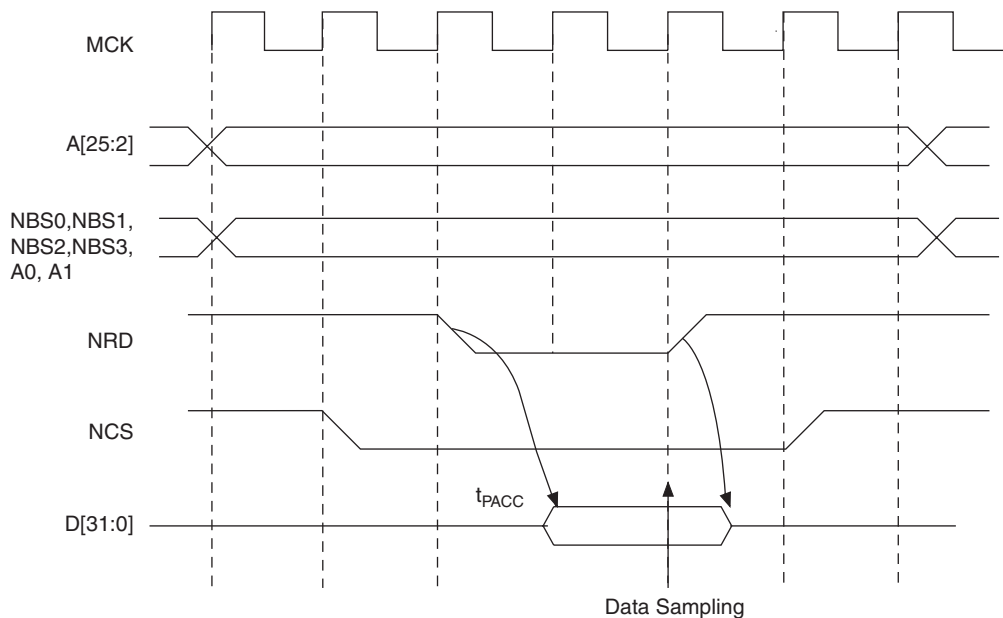 MCK
A[25:2]
NBS0,NBS1,
NBS2,NBS3,
A0, A1
NRD
NCS
tPACC
D[31:0]
Data Sampling